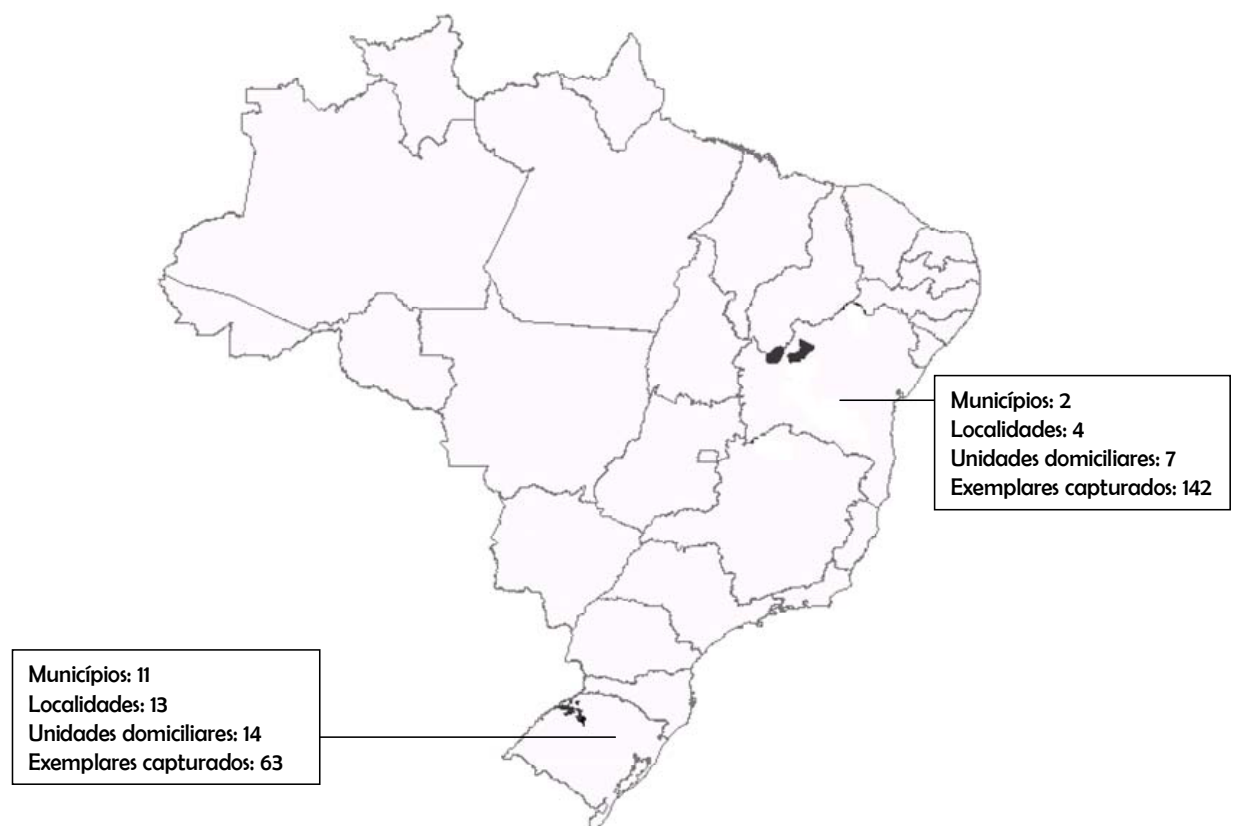 Municípios: 2
Localidades: 4
Unidades domiciliares: 7
Exemplares capturados: 142
Municípios: 11
Localidades: 13
Unidades domiciliares: 14
Exemplares capturados: 63